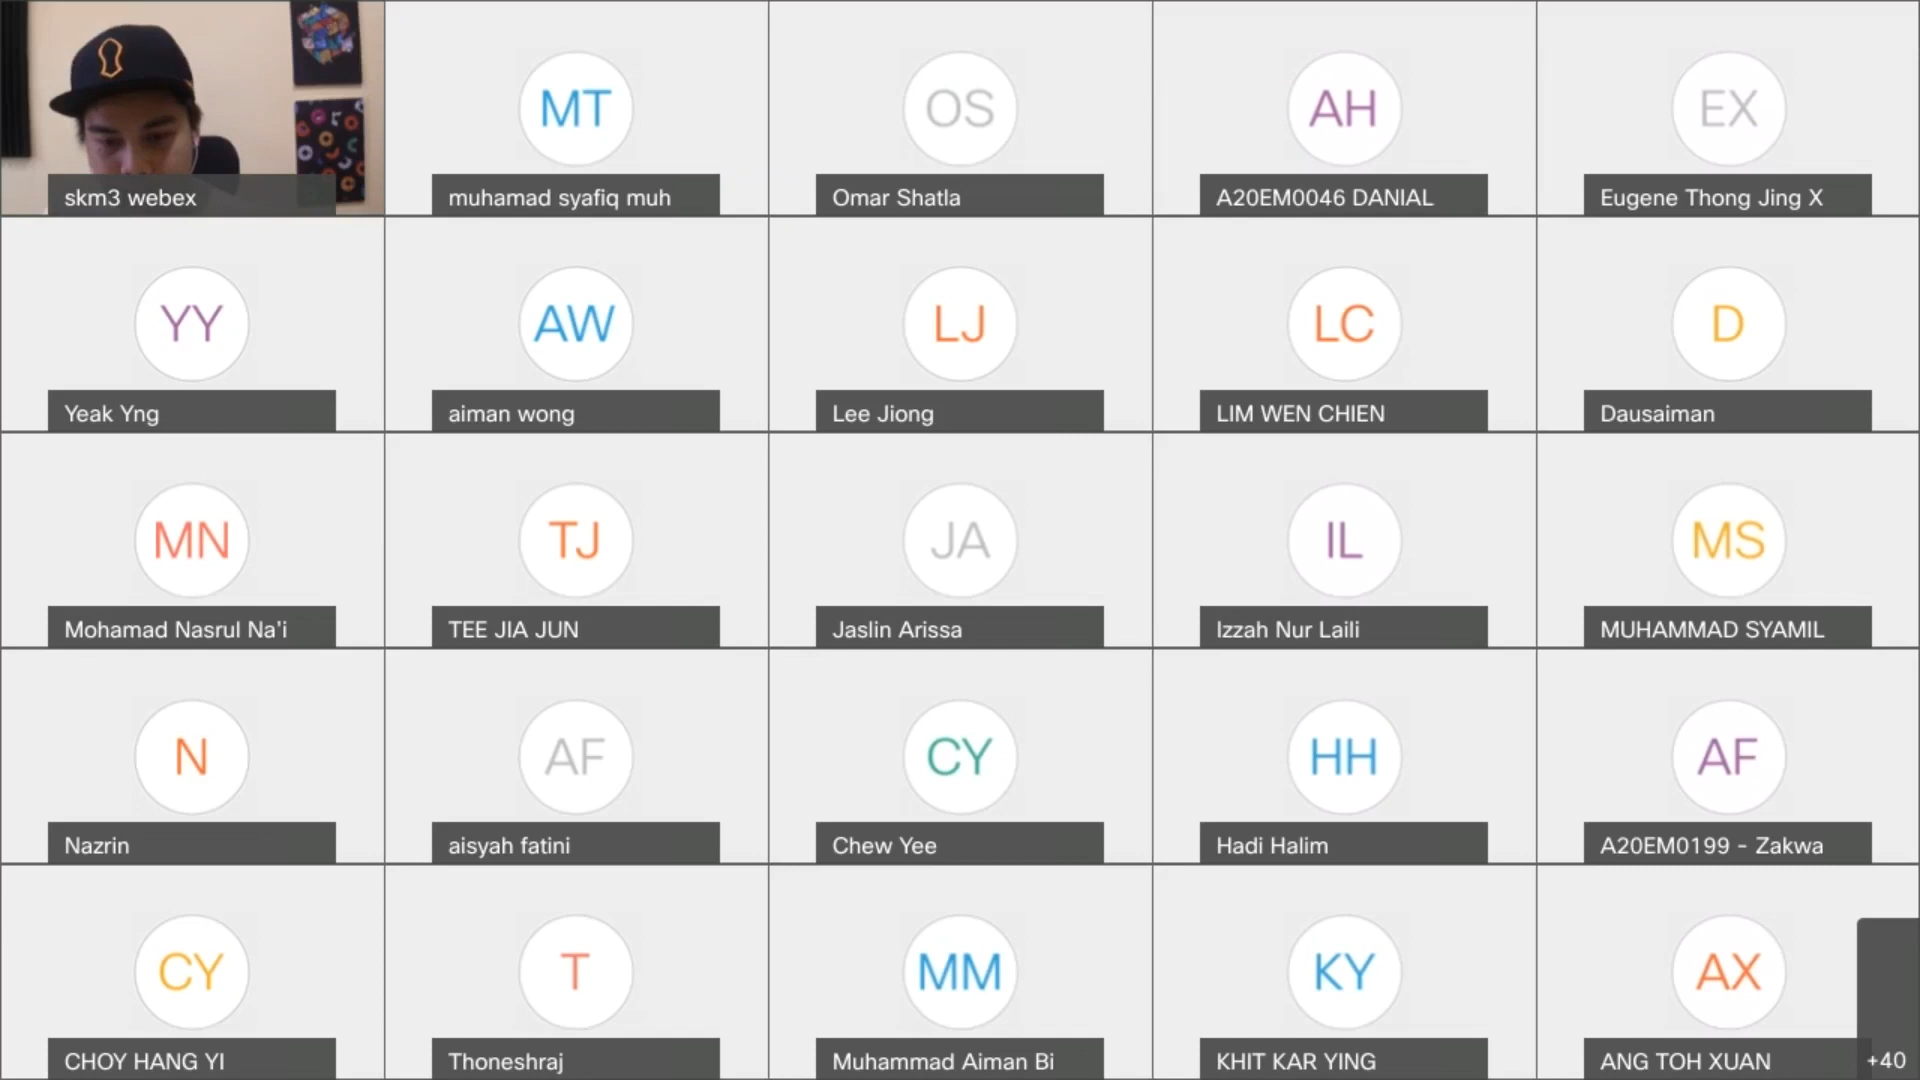 MT
OS
AH
EX
skm3 webex
muhamad syafiq muh
Omar Shatla
A20EM0046 DANIAL
Eugene Thong Jing X
YY
AW
LJ
LC
D
Yeak Yng
aiman wong
Lee Jiong
LIM WEN CHIEN
Dausaiman
MN
TJ
JA
IL
MS
Mohamad Nasrul Na'i
TEE JIA JUN
Jaslin Arissa
Izzah Nur Laili
MUHAMMAD SYAMIL
N
AF
CY
HH
AF
Nazrin
aisyah fatini
Chew Yee
Hadi Halim
A20EM0199 - Zakwa
CY
T
MM
KY
AX
CHOY HANG YI
Thoneshraj
Muhammad Aiman Bi
KHIT KAR YING
ANG TOH XUAN
+40